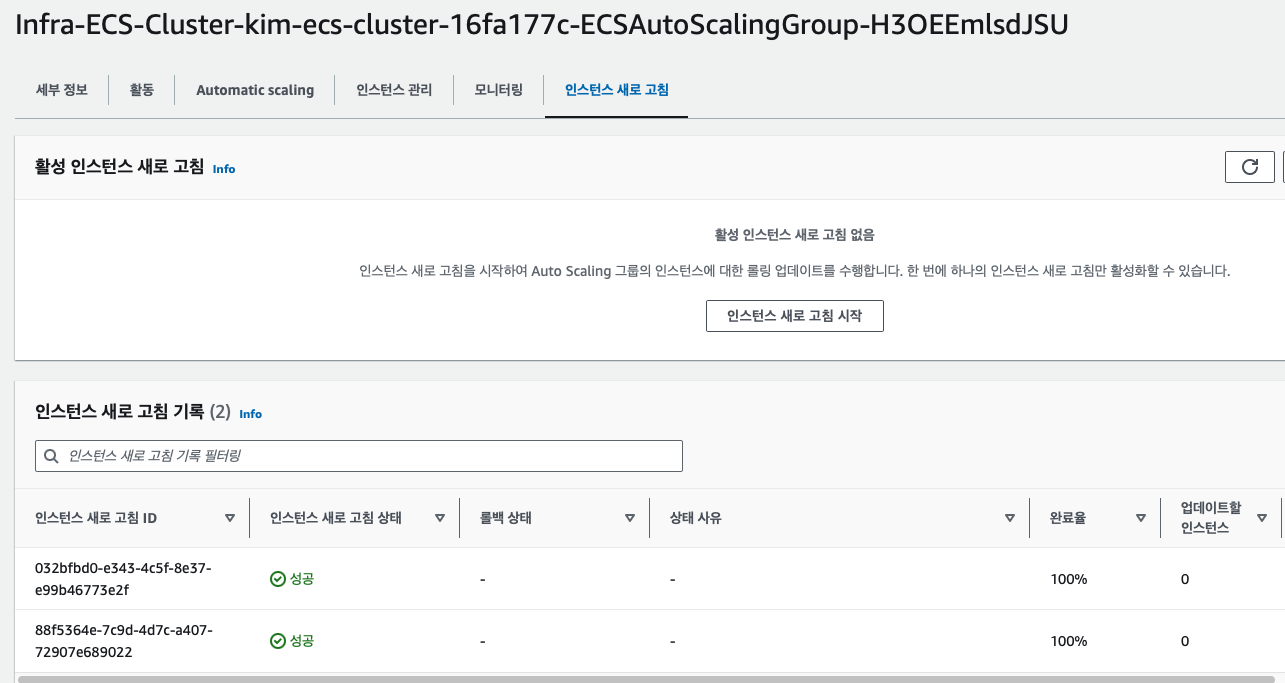 Infra-ECS-Cluster-kim-ecs-cluster-16fa177c-ECSAutoScalingGroup-H3OEEmlsdJSU
세부 정보 활동 Automatic scaling 인스턴스 관리 모니터링 인스턴스 새로 고침
활성 인스턴스 새로 고침 Info
활성 인스턴스 새로 고침 없음
인스턴스 새로 고침을 시작하여 Auto Scaling 그룹의 인스턴스에 대한 롤링 업데이트를 수행합니다. 한 번에 하나의 인스턴스 새로 고침만 활성화할 수 있습니다.
인스턴스 새로 고침 시작
인스턴스 새로 고침 기록 (2) Info
인스턴스 새로 고침 기록 필터링
인스턴스 새로 고침 ID 인스턴스 새로 고침 상태 롤백 상태 상태 사유 완료율 업데이트할
인스턴스
032bfbd0-e343-4c5f-8e37-
e99b46773e2f 성공 - - 100% 0
88f5364e-7c9d-4d7c-a407-
72907e689022 성공 - - 100% 0